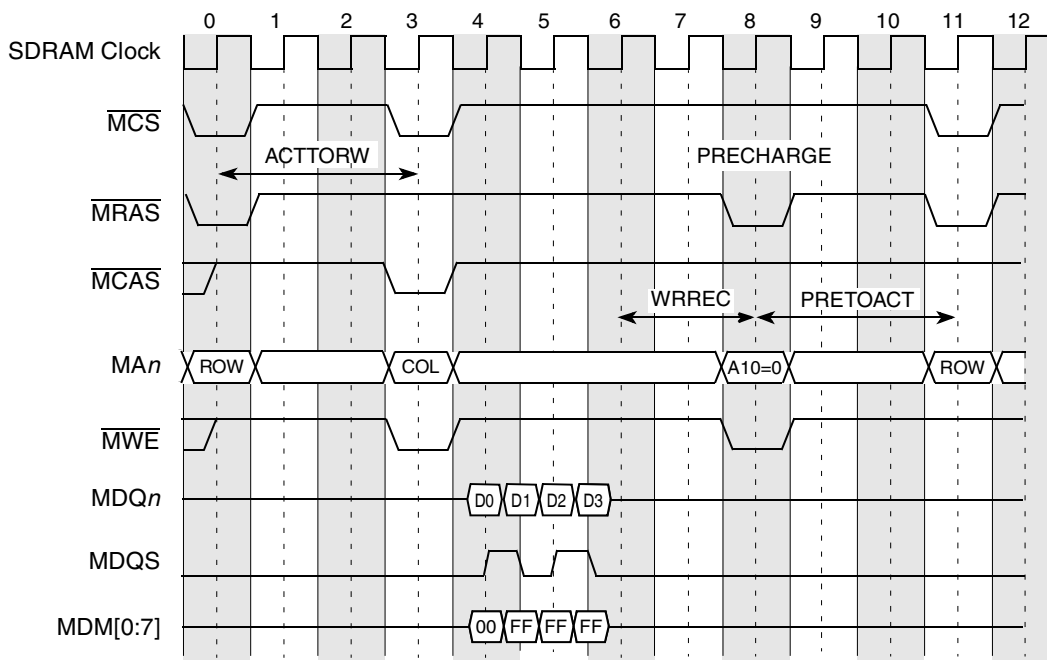 0 1 2 3 4 5 6 7 8 9 10 11 12
SDRAM Clock
MCS
ACTTORW PRECHARGE
MRAS
MCAS
WRREC PRETOACT
MAn ROW COL A10=0 ROW
MWE
MDQn D0 D1 D2 D3
MDQS
MDM[0:7] 00 FF FF FF